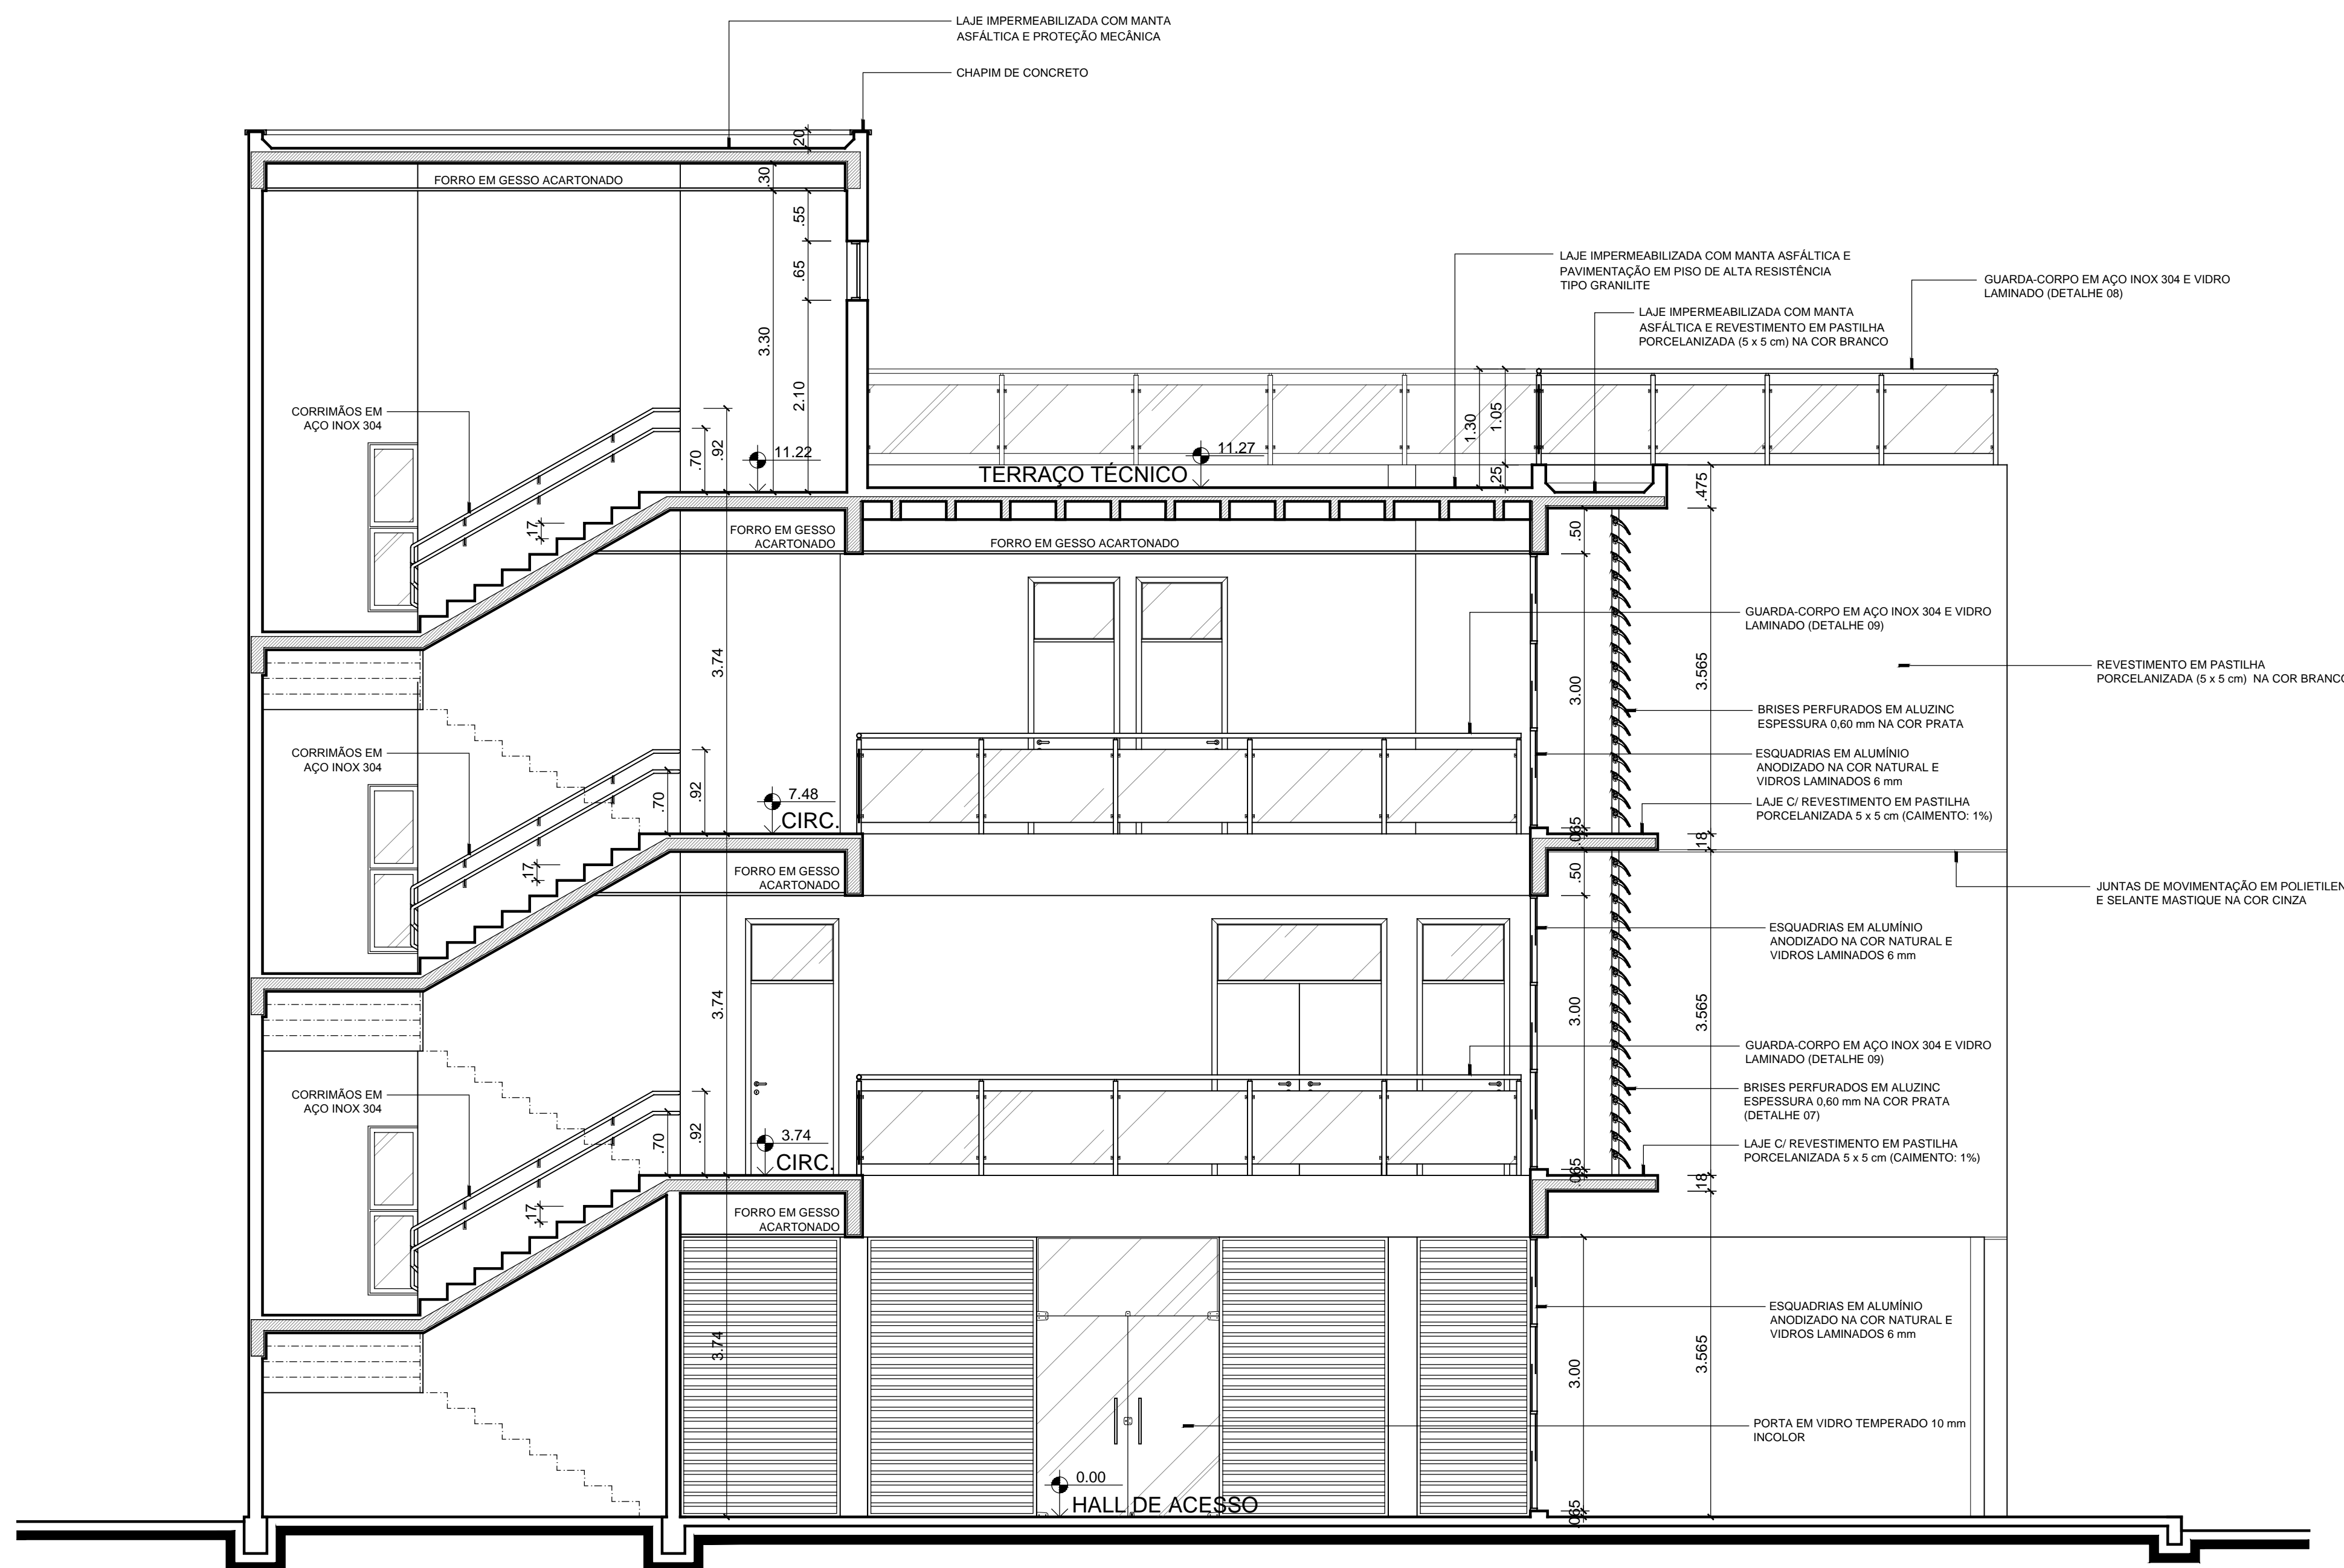 LAJE IMPERMEABILIZADA COM MANTA
ASFÁLTICA E PROTEÇÃO MECÂNICA
CHAPIM DE CONCRETO
.20
.30
FORRO EM GESSO ACARTONADO
.55
.65
3.30
2.10
LAJE IMPERMEABILIZADA COM MANTA ASFÁLTICA E
PAVIMENTAÇÃO EM PISO DE ALTA RESISTÊNCIA
TIPO GRANILITE
GUARDA-CORPO EM AÇO INOX 304 E VIDRO
LAMINADO (DETALHE 08)
LAJE IMPERMEABILIZADA COM MANTA
ASFÁLTICA E REVESTIMENTO EM PASTILHA
PORCELANIZADA (5 x 5 cm) NA COR BRANCO
CORRIMÃOS EM
AÇO INOX 304
.70
.92
11.22
11.27
TERRAÇO TÉCNICO
1.30
1.05
.25
.475
.17
FORRO EM GESSO
ACARTONADO
FORRO EM GESSO ACARTONADO
.50
GUARDA-CORPO EM AÇO INOX 304 E VIDRO
LAMINADO (DETALHE 09)
3.74
3.00
3.565
REVESTIMENTO EM PASTILHA
PORCELANIZADA (5 x 5 cm)  NA COR BRANCO
BRISES PERFURADOS EM ALUZINC
ESPESSURA 0,60 mm NA COR PRATA
CORRIMÃOS EM
AÇO INOX 304
ESQUADRIAS EM ALUMÍNIO
ANODIZADO NA COR NATURAL E
VIDROS LAMINADOS 6 mm
.70
.92
7.48
CIRC.
LAJE C/ REVESTIMENTO EM PASTILHA
PORCELANIZADA 5 x 5 cm (CAIMENTO: 1%)
.065
.18
.17
FORRO EM GESSO
ACARTONADO
.50
JUNTAS DE MOVIMENTAÇÃO EM POLIETILEN
E SELANTE MASTIQUE NA COR CINZA
ESQUADRIAS EM ALUMÍNIO
ANODIZADO NA COR NATURAL E
VIDROS LAMINADOS 6 mm
3.74
3.00
3.565
GUARDA-CORPO EM AÇO INOX 304 E VIDRO
LAMINADO (DETALHE 09)
CORRIMÃOS EM
AÇO INOX 304
BRISES PERFURADOS EM ALUZINC
ESPESSURA 0,60 mm NA COR PRATA
(DETALHE 07)
.70
.92
3.74
CIRC.
LAJE C/ REVESTIMENTO EM PASTILHA
PORCELANIZADA 5 x 5 cm (CAIMENTO: 1%)
.065
.18
.17
FORRO EM GESSO
ACARTONADO
ESQUADRIAS EM ALUMÍNIO
ANODIZADO NA COR NATURAL E
VIDROS LAMINADOS 6 mm
3.74
3.00
3.565
PORTA EM VIDRO TEMPERADO 10 mm
INCOLOR
0.00
HALL DE ACESSO
.065